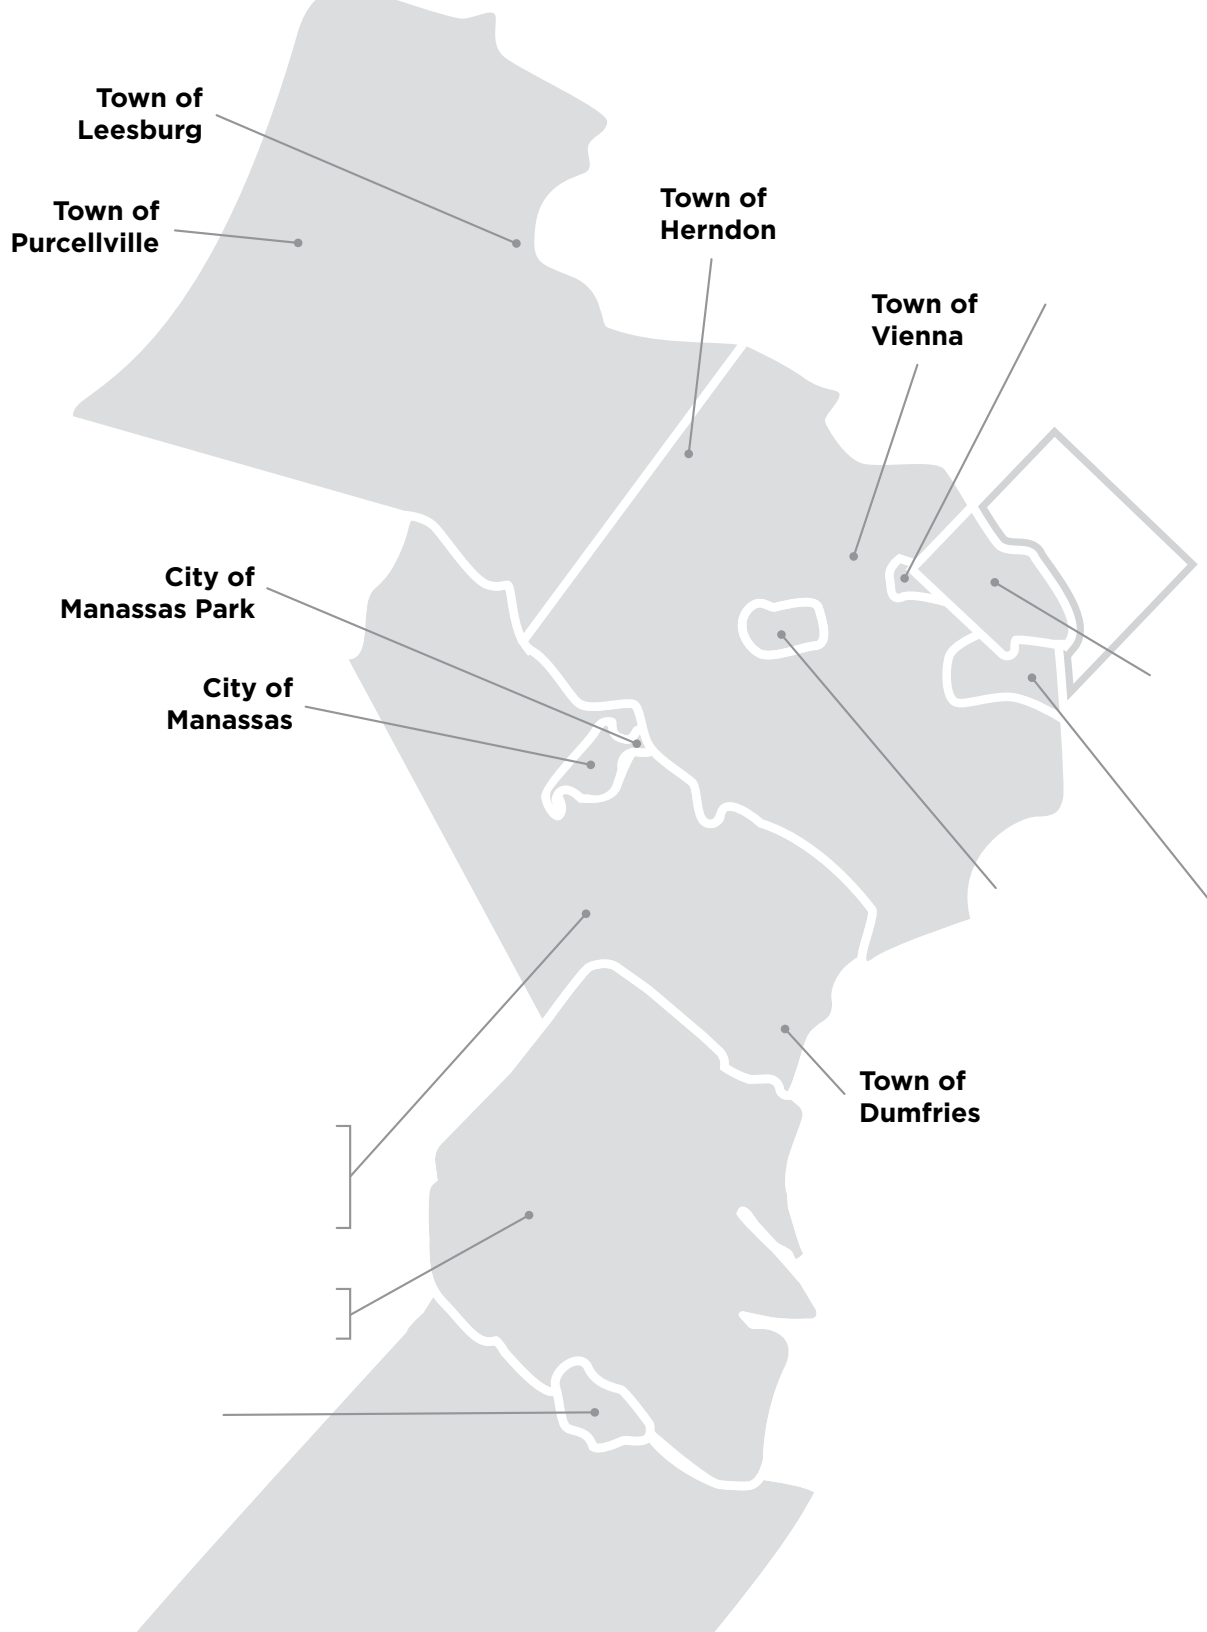 Town of
Leesburg
Town of
Purcellville
Town of
Herndon
Town of
Vienna
City of
Manassas Park
City of
Manassas
Town of
Dumfries